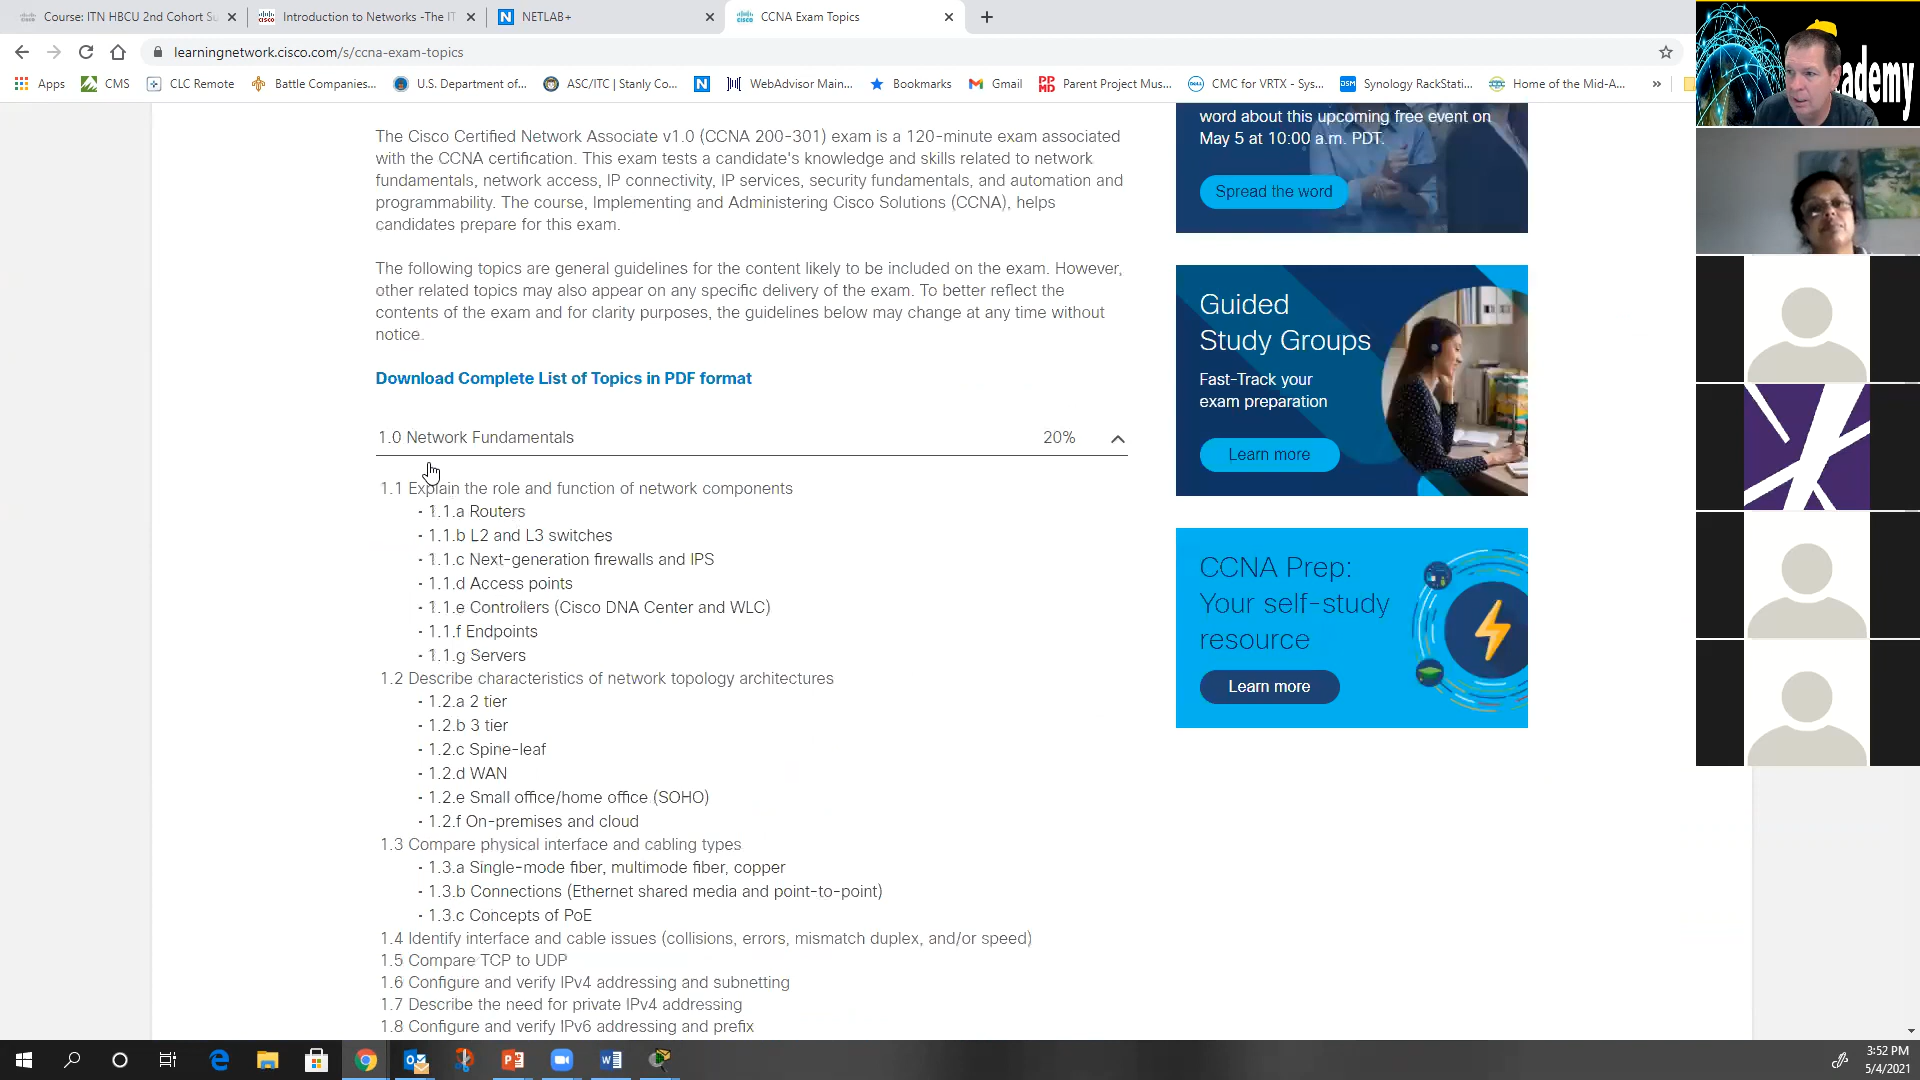 Course: ITN HBCU 2nd Cohort Su
Introduction to Networks -The IT
NETLAB+
CCNA Exam Topics
learningnetwork.cisco.com/s/ccna-exam-topics
Apps
CMS
CLC Remote
Battle Companies...
U.S. Department of...
ASC/ITC | Stanly Co...
WebAdvisor Main...
Bookmarks
Gmail
Parent Project Mus...
CMC for VRTX - Sys...
Synology RackStati...
Home of the Mid-A...
The Cisco Certified Network Associate v1.0 (CCNA 200-301) exam is a 120-minute exam associated
with the CCNA certification. This exam tests a candidate's knowledge and skills related to network
fundamentals, network access, IP connectivity, IP services, security fundamentals, and automation and
programmability. The course, Implementing and Administering Cisco Solutions (CCNA), helps
candidates prepare for this exam.
The following topics are general guidelines for the content likely to be included on the exam. However,
other related topics may also appear on any specific delivery of the exam. To better reflect the
contents of the exam and for clarity purposes, the guidelines below may change at any time without
notice.
Download Complete List of Topics in PDF format
1.0 Network Fundamentals 20%
1.1 Explain the role and function of network components
- 1.1.a Routers
- 1.1.b L2 and L3 switches
- 1.1.c Next-generation firewalls and IPS
- 1.1.d Access points
- 1.1.e Controllers (Cisco DNA Center and WLC)
- 1.1.f Endpoints
- 1.1.g Servers
1.2 Describe characteristics of network topology architectures
- 1.2.a 2 tier
- 1.2.b 3 tier
- 1.2.c Spine-leaf
- 1.2.d WAN
- 1.2.e Small office/home office (SOHO)
- 1.2.f On-premises and cloud
1.3 Compare physical interface and cabling types
- 1.3.a Single-mode fiber, multimode fiber, copper
- 1.3.b Connections (Ethernet shared media and point-to-point)
- 1.3.c Concepts of PoE
1.4 Identify interface and cable issues (collisions, errors, mismatch duplex, and/or speed)
1.5 Compare TCP to UDP
1.6 Configure and verify IPv4 addressing and subnetting
1.7 Describe the need for private IPv4 addressing
1.8 Configure and verify IPv6 addressing and prefix
word about this upcoming free event on
May 5 at 10:00 a.m. PDT.
Spread the word
Guided
Study Groups
Fast-Track your
exam preparation
Learn more
CCNA Prep:
Your self-study
resource
Learn more
ademy
3:52 PM
5/4/2021